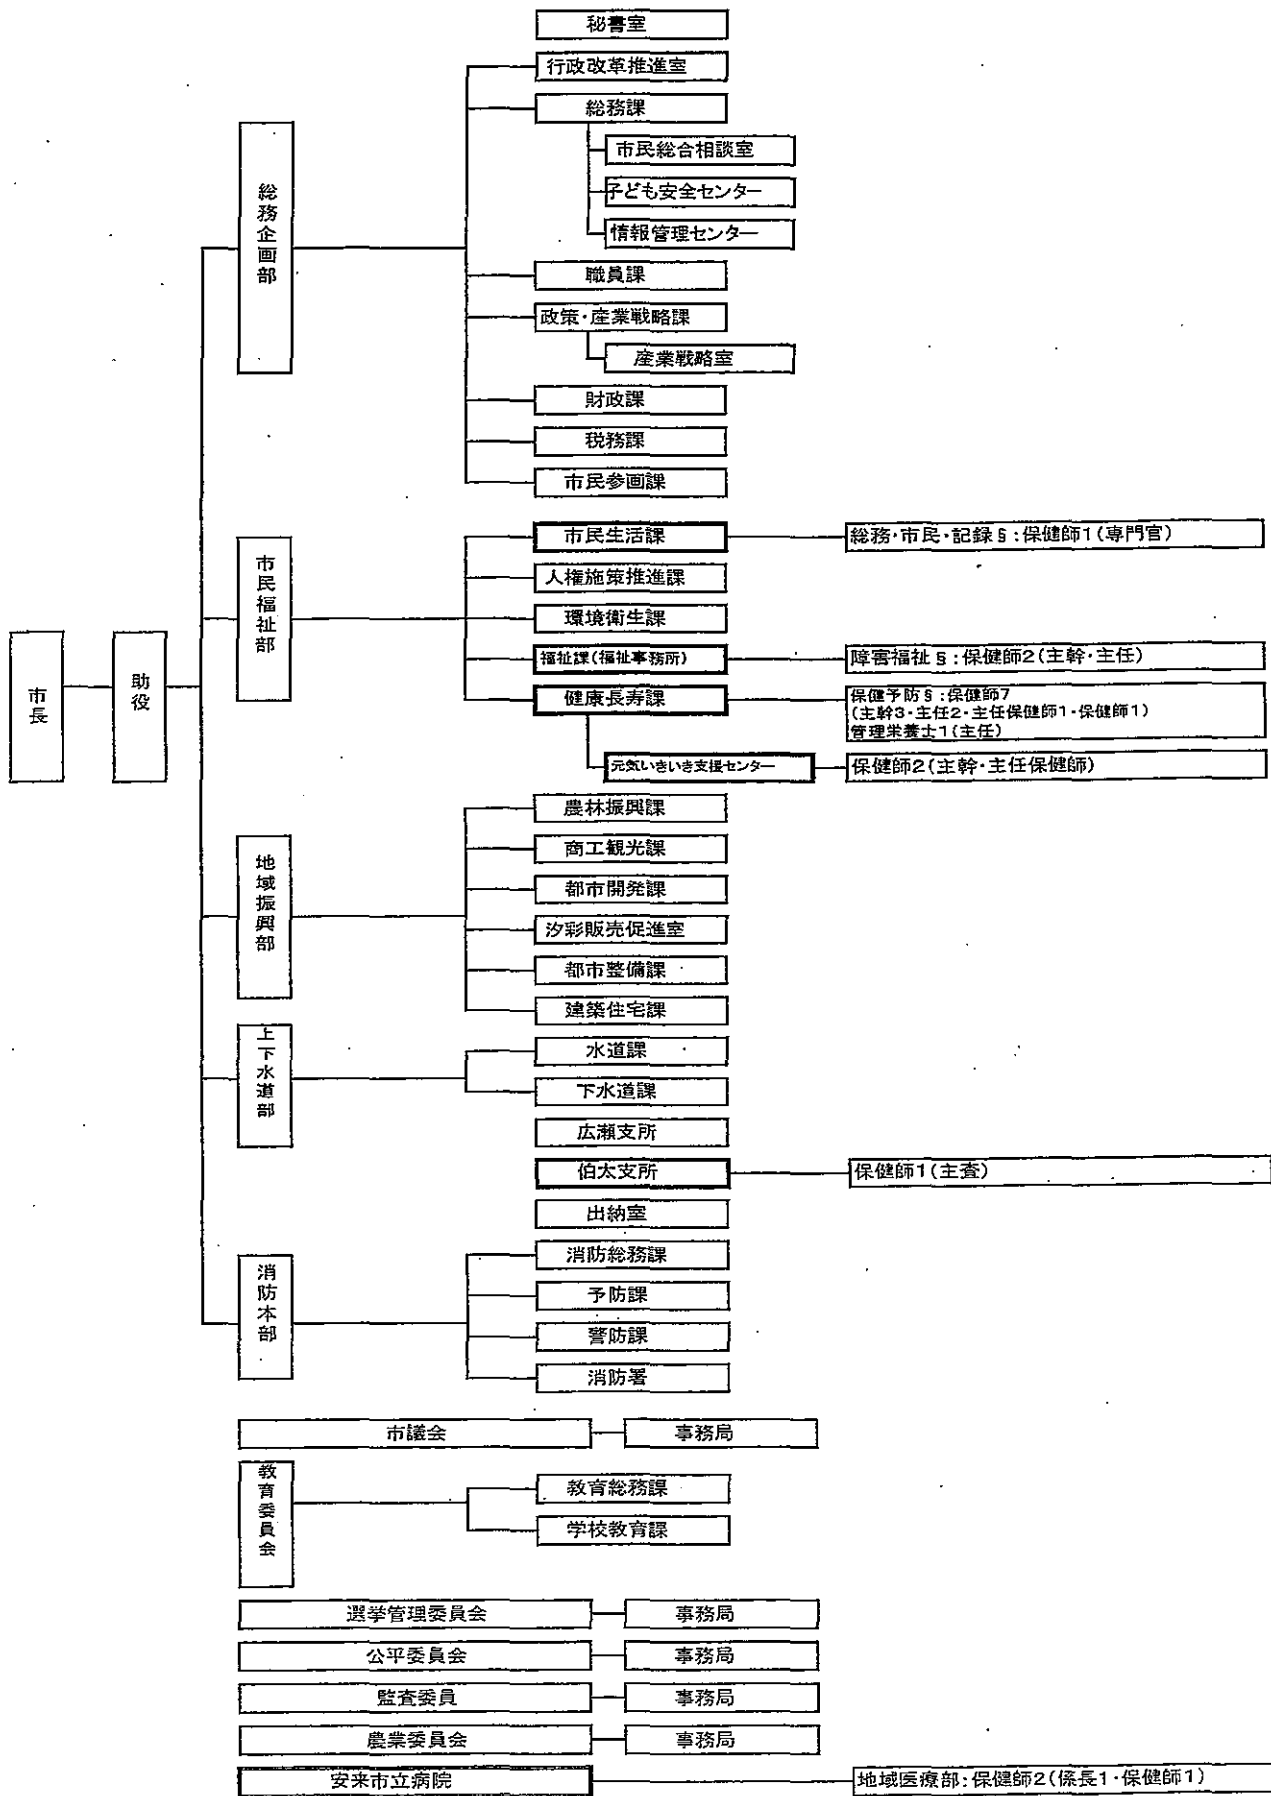 秘書室
行政改革推進室
総務課
市民総合相談室
子ども安全センター
情報管理センター
職員課
政策・産業戦略課
産業戦略室
財政課
税務課
市民参画課
総務企画部
市民生活課
総務・市民・記録§:保健師1(専門官)
人権施策推進課
環境衛生課
福祉課(福祉事務所)
障害福祉§:保健師2(主幹・主任)
健康長寿課
保健予防§:保健師7
(主幹3・主任2・主任保健師1・保健師1)
管理栄養士1(主任)
元気いきいき支援センター
保健師2(主幹・主任保健師)
市民福祉部
市長
助役
農林振興課
商工観光課
都市開発課
汐彩販売促進室
都市整備課
建築住宅課
地域振興部
上下水道部
水道課
下水道課
広瀬支所
伯太支所
保健師1(主査)
出納室
消防本部
消防総務課
予防課
警防課
消防署
市議会
事務局
教育委員会
教育総務課
学校教育課
選挙管理委員会
事務局
公平委員会
事務局
監査委員
事務局
農業委員会
事務局
安来市立病院
地域医療部:保健師2(係長1・保健師1)